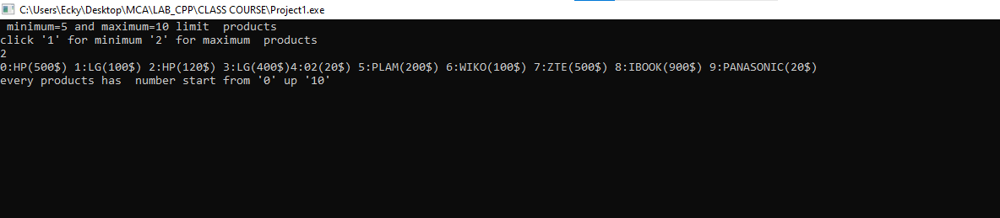 C:\Users\Ecky\Desktop\MCA\LAB_CPP\CLASS COURSE\Project1.exe
minimum=5 and maximum=10 limit  products
click '1' for minimum '2' for maximum  products
2
0:HP(500$) 1:LG(100$) 2:HP(120$) 3:LG(400$)4:02(20$) 5:PLAM(200$) 6:WIKO(100$) 7:ZTE(500$) 8:IBOOK(900$) 9:PANASONIC(20$)
every products has  number start from '0' up '10'